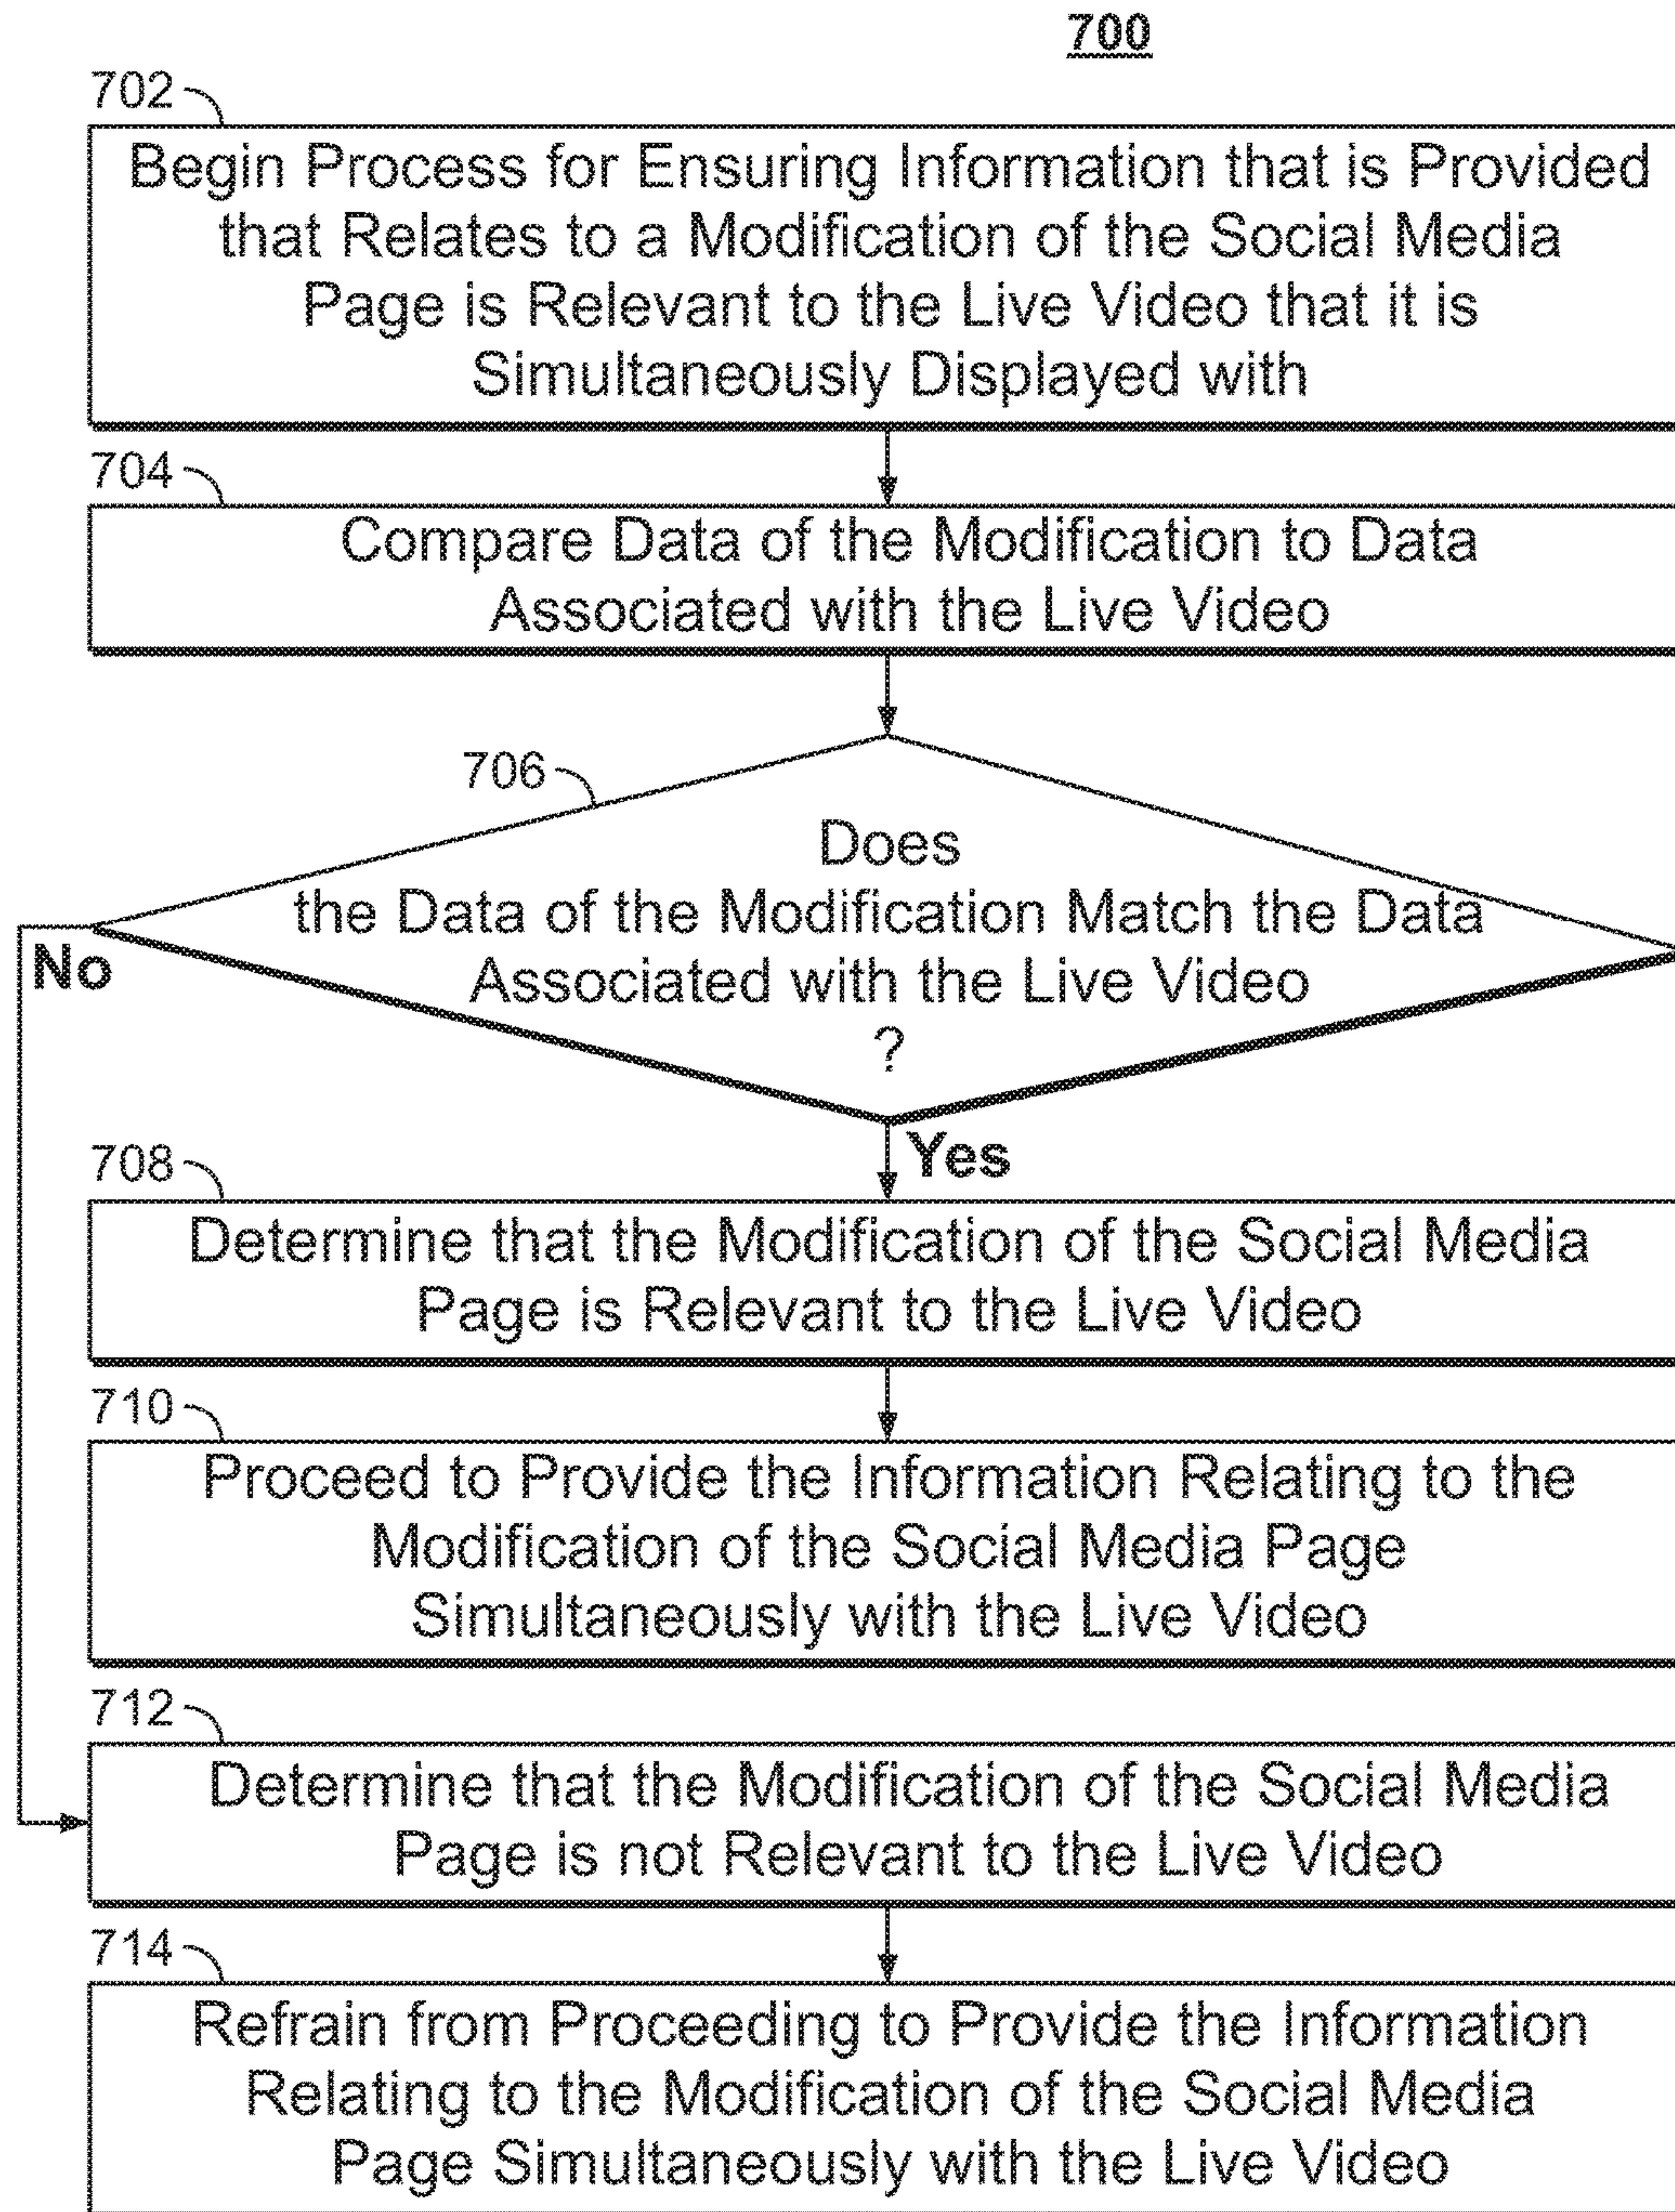 700
702
Begin Process for Ensuring Information that is Provided
that Relates to a Modification of the Social Media
Page is Relevant to the Live Video that it is
Simultaneously Displayed with
704
Compare Data of the Modification to Data
Associated with the Live Video
706
Does
the Data of the Modification Match the Data
Associated with the Live Video
?
No
Yes
708
Determine that the Modification of the Social Media
Page is Relevant to the Live Video
710
Proceed to Provide the Information Relating to the
Modification of the Social Media Page
Simultaneously with the Live Video
712
Determine that the Modification of the Social Media
Page is not Relevant to the Live Video
714
Refrain from Proceeding to Provide the Information
Relating to the Modification of the Social Media
Page Simultaneously with the Live Video